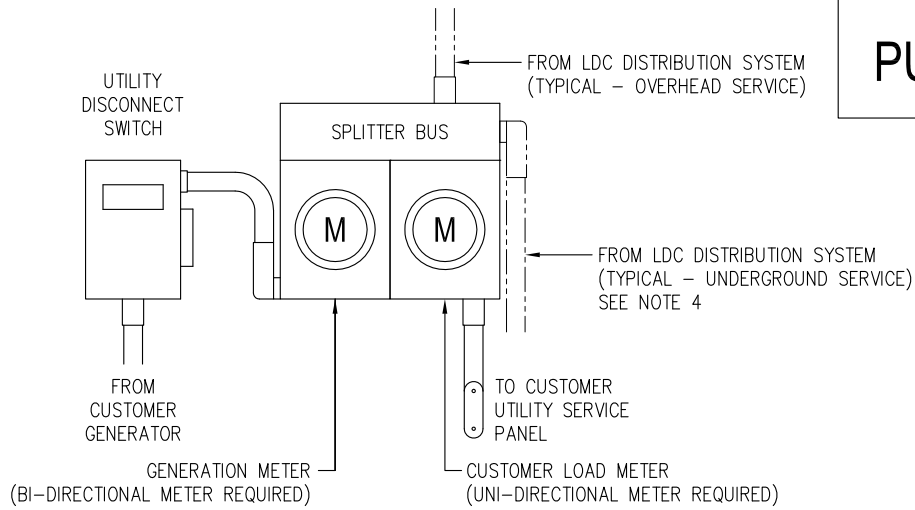 FROM LDC DISTRIBUTION SYSTEM
(TYPICAL – OVERHEAD SERVICE)
PU
UTILITY
DISCONNECT
SWITCH
SPLITTER BUS
M
M
FROM LDC DISTRIBUTION SYSTEM
(TYPICAL – UNDERGROUND SERVICE)
SEE NOTE 4
FROM
CUSTOMER
GENERATOR
TO CUSTOMER
UTILITY SERVICE
PANEL
GENERATION METER
(BI–DIRECTIONAL METER REQUIRED)
CUSTOMER LOAD METER
(UNI–DIRECTIONAL METER REQUIRED)